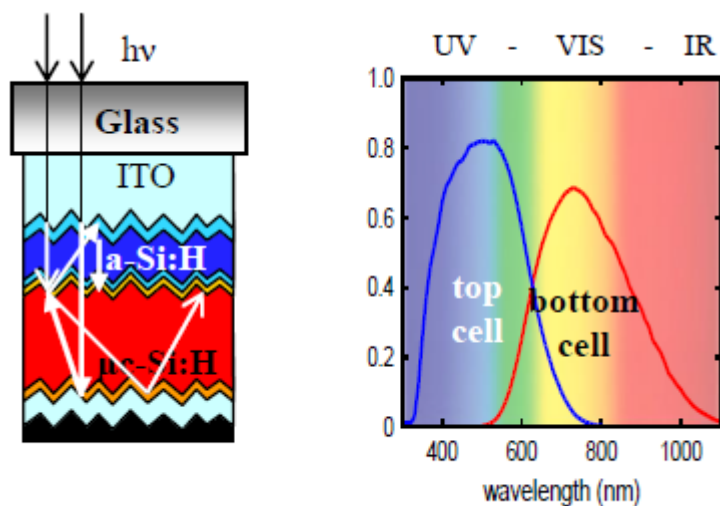 hν
Glass
ITO
a-Si:H
μc-Si:H
UV - VIS - IR
1.0
0.8
0.6
0.4
0.2
0
top
cell
bottom
cell
400 600 800 1000
wavelength (nm)